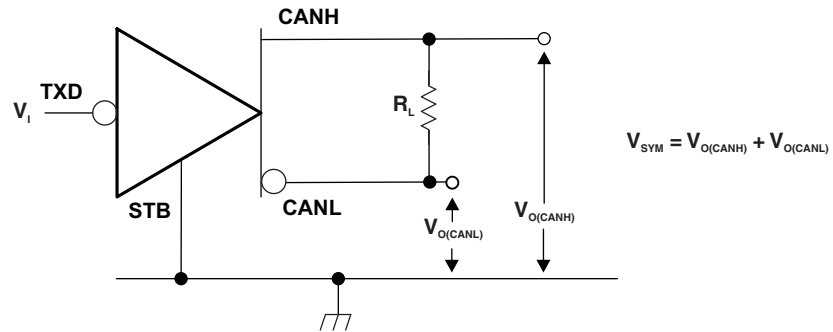 CANH
TXD
V_I
R_L
V_SYM = V_O(CANH) + V_O(CANL)
STB
CANL
V_O(CANL)
V_O(CANH)